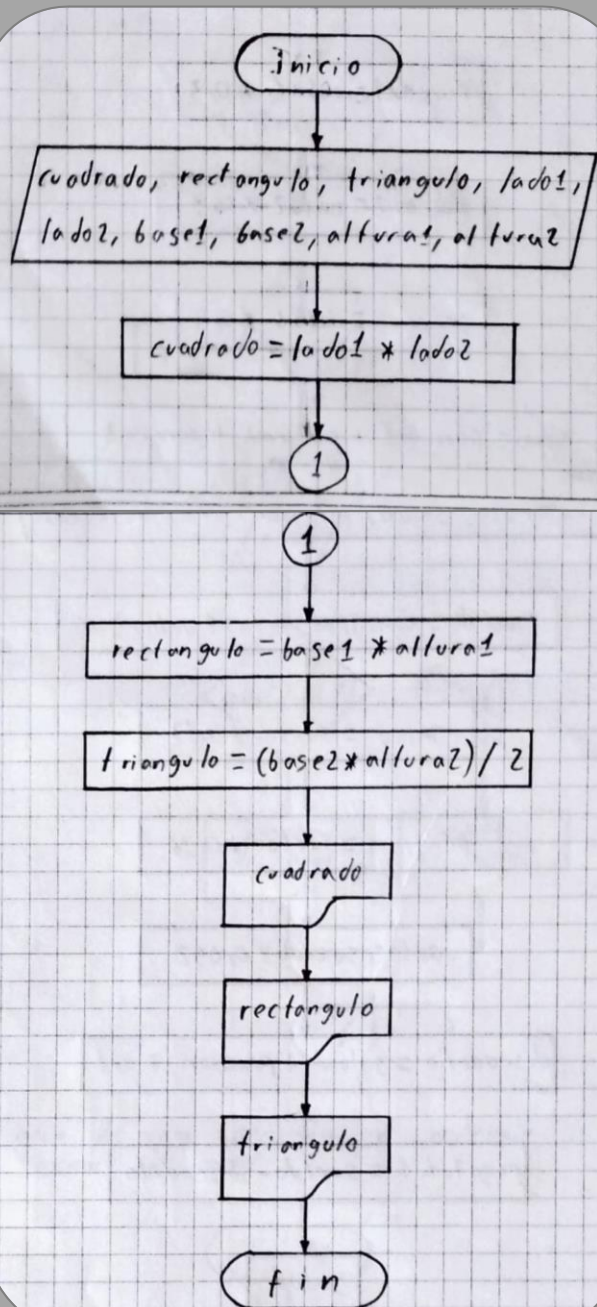 Inicio
cuadrado, rectangulo, triangulo, lado1,
lado2, base1, base2, altura1, altura2
cuadrado = lado1 * lado2
1
1
rectangulo = base1 * altura1
triangulo = (base2*altura2) / 2
cuadrado
rectangulo
triangulo
fin